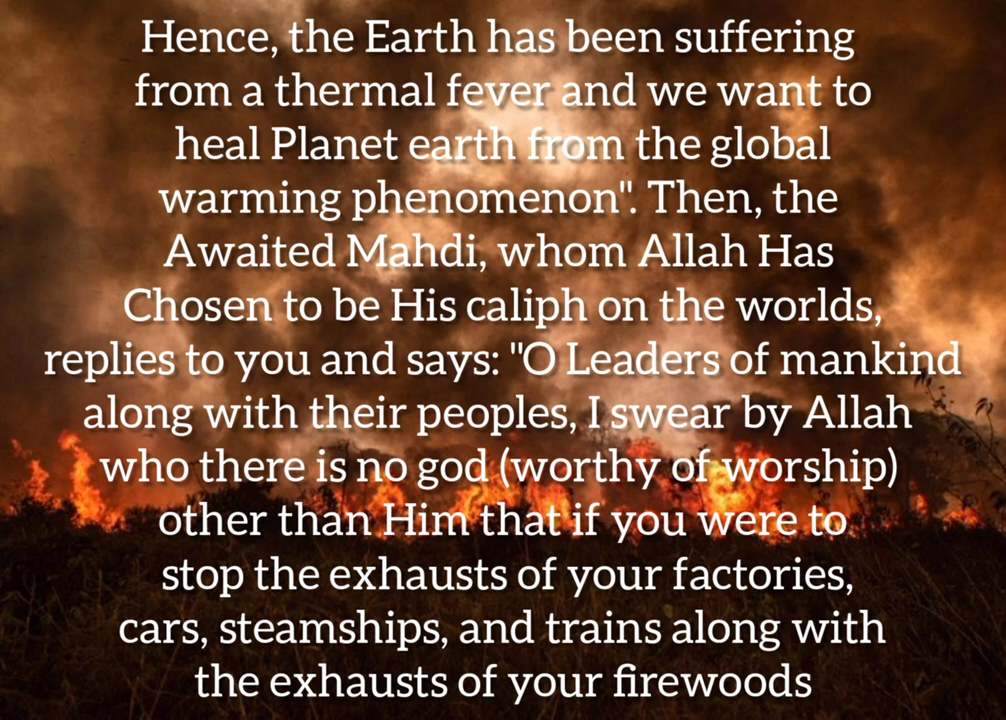 Hence, the Earth has been suffering
from a thermal fever and we want to
heal Planet earth from the global
warming phenomenon". Then, the
Awaited Mahdi, whom Allah Has
Chosen to be His caliph on the worlds,
replies to you and says: "O Leaders of mankind
along with their peoples, I swear by Allah
who there is no god (worthy of worship)
other than Him that if you were to
stop the exhausts of your factories,
cars, steamships, and trains along with
the exhausts of your firewoods